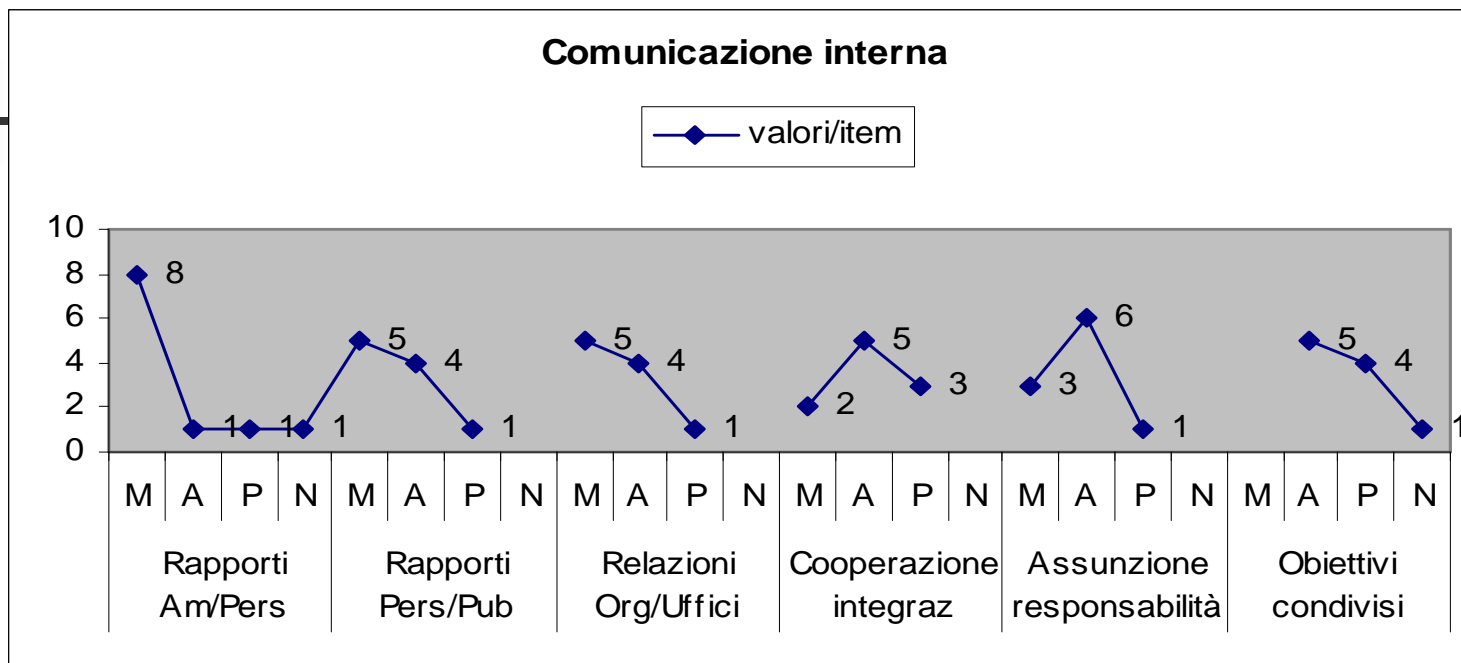 Comunicazione interna
valori/item
10
8
6
4
2
0
8 1 1 1 5 4 1 5 4 1 2 5 3 3 6 1 5 4 1
M A P N M A P N M A P N M A P N M A P N M A P N
Rapporti Rapporti Relazioni Cooperazione Assunzione Obiettivi
Am/Pers Pers/Pub Org/Uffici integraz responsabilità condivisi